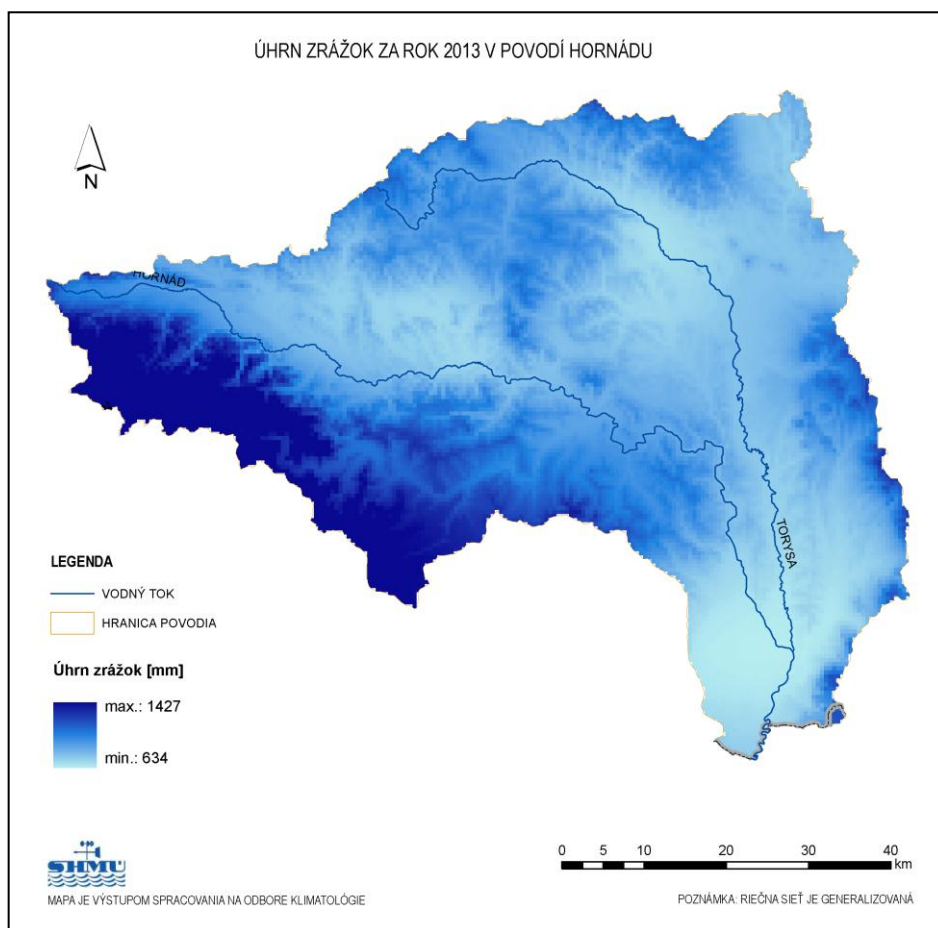 ÚHRN ZRÁŽOK ZA ROK 2013 V POVODÍ HORNÁDU
N
HORNÁD
TORYSA
LEGENDA
VODNÝ TOK
HRANICA POVODIA
Úhrn zrážok [mm]
max.: 1427
min.: 634
SHMÚ
0 5 10 20 30 40
km
MAPA JE VÝSTUPOM SPRACOVANIA NA ODBORE KLIMATOLÓGIE
POZNÁMKA: RIEČNA SIEŤ JE GENERALIZOVANÁ